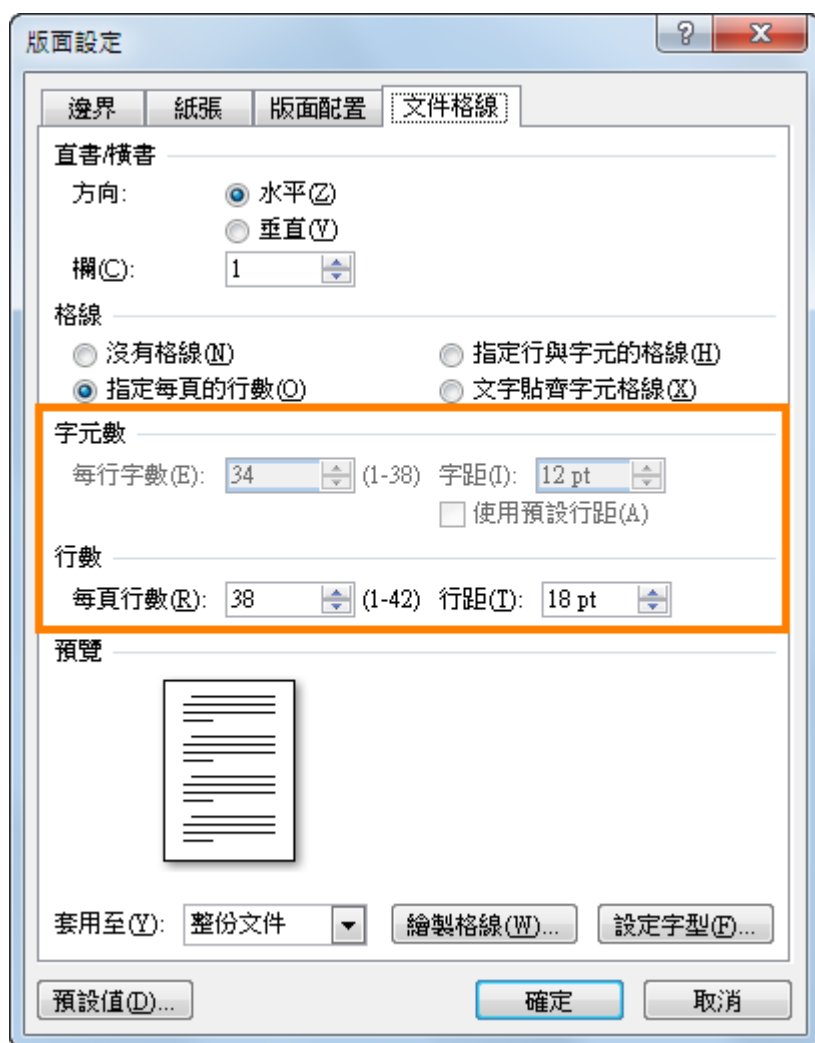 版面設定
邊界 紙張 版面配置 文件格線
直書/橫書
方向: 水平(Z)
垂直(V)
欄(C): 1
格線
沒有格線(N) 指定行與字元的格線(H)
指定每頁的行數(O) 文字貼齊字元格線(X)
字元數
每行字數(E): 34 (1-38) 字距(I): 12 pt
使用預設行距(A)
行數
每頁行數(R): 38 (1-42) 行距(T): 18 pt
預覽
套用至(Y): 整份文件 繪製格線(W)... 設定字型(F)...
預設值(D)... 確定 取消